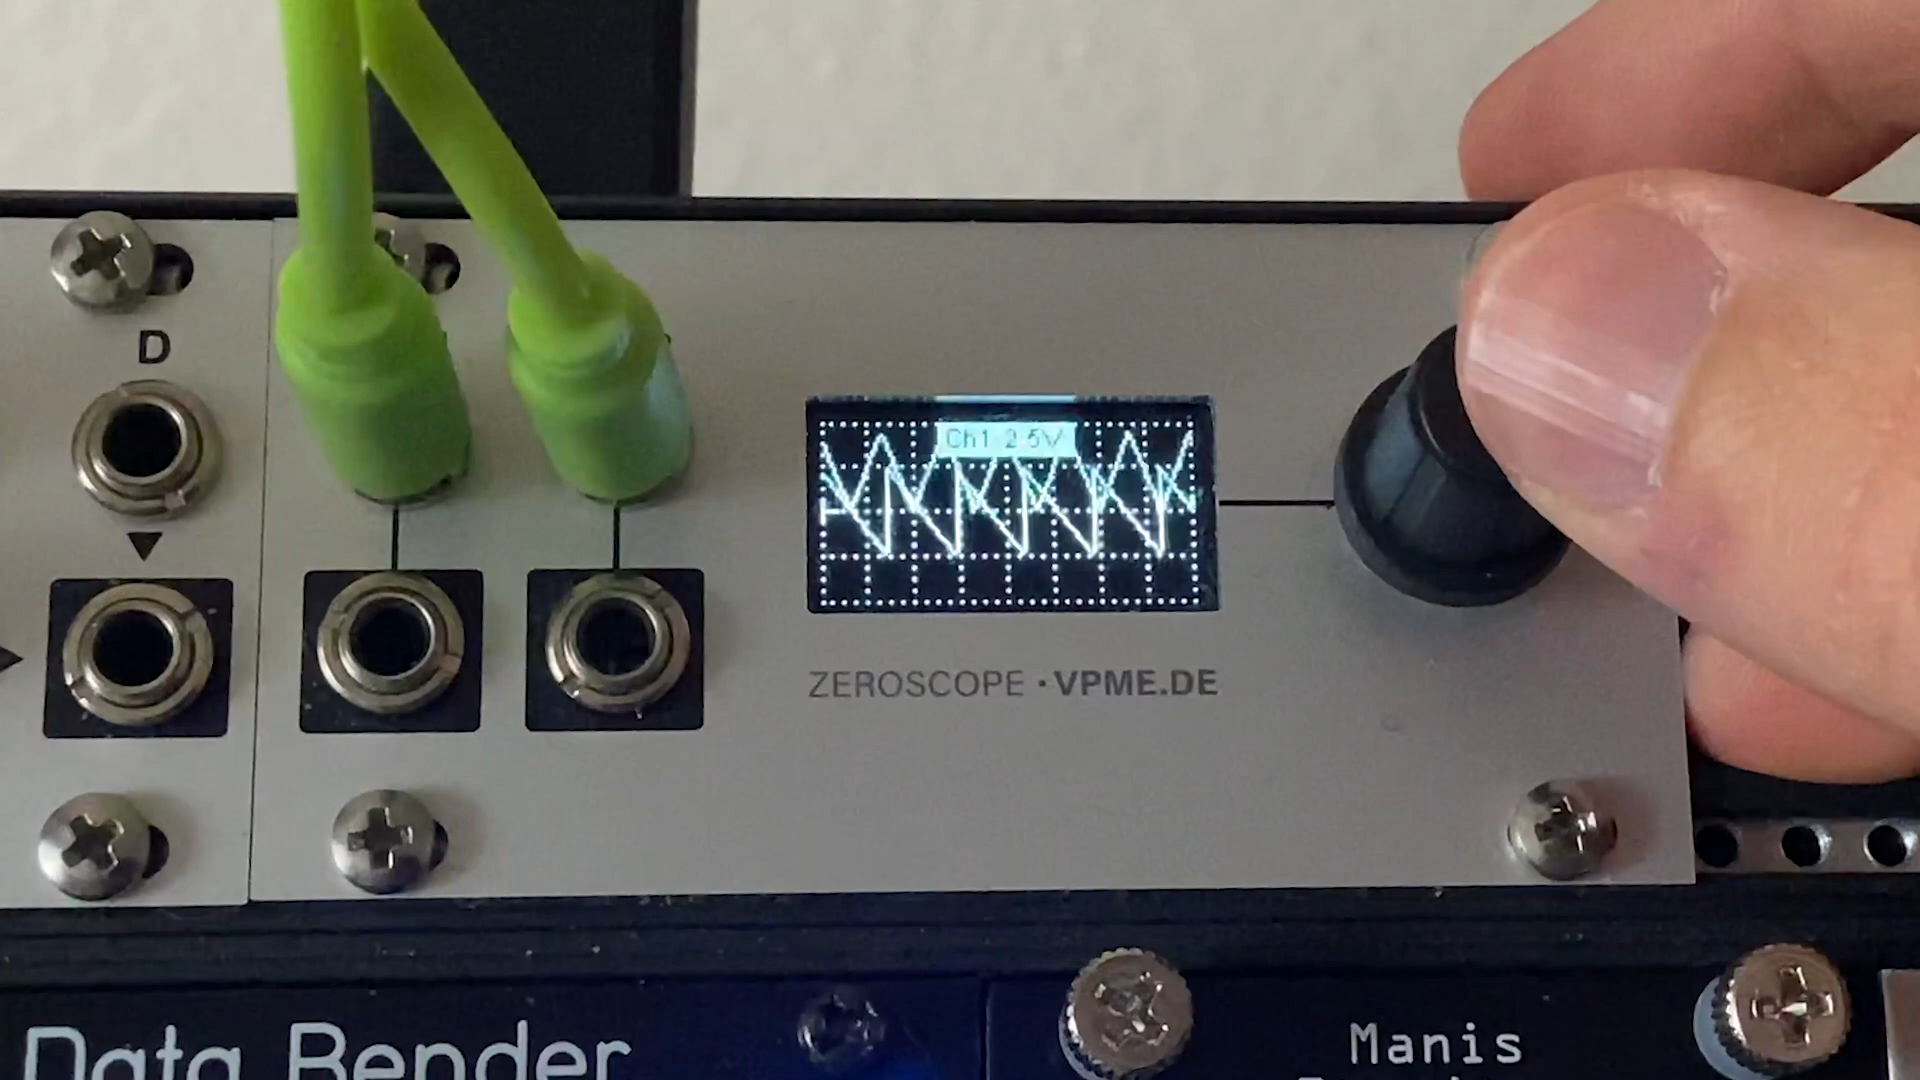 D
Ch1 2.5V
ZEROSCOPE · VPME.DE
Data Bender
Manis